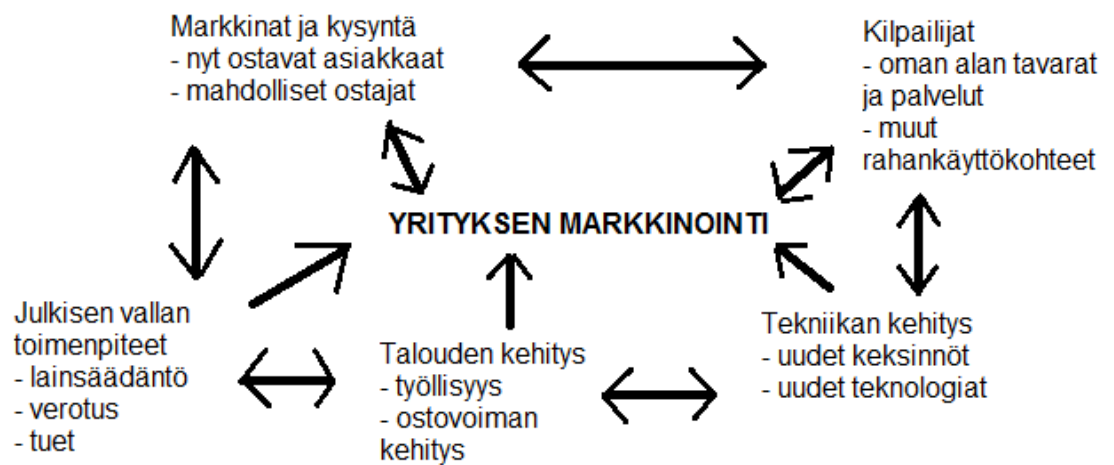 Markkinat ja kysyntä
- nyt ostavat asiakkaat
- mahdolliset ostajat
Kilpailijat
- oman alan tavarat
ja palvelut
- muut
rahankäyttökohteet
YRITYKSEN MARKKINOINTI
Julkisen vallan
toimenpiteet
- lainsäädäntö
- verotus
- tuet
Talouden kehitys
- työllisyys
- ostovoiman
kehitys
Tekniikan kehitys
- uudet keksinnöt
- uudet teknologiat